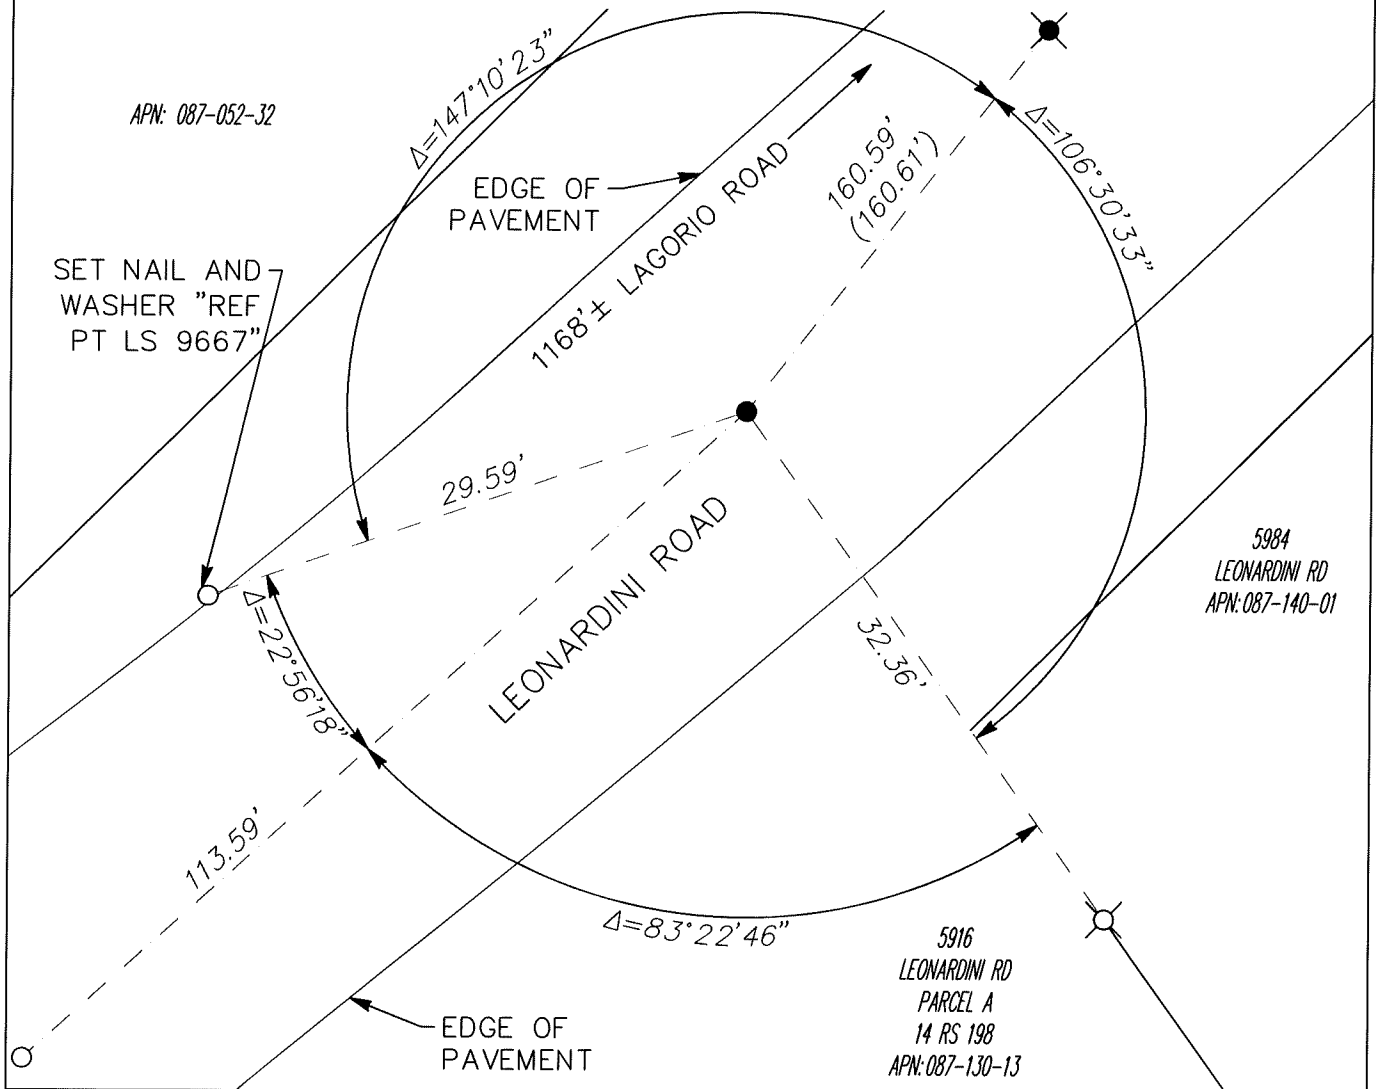 Δ=147°10'23"
APN: 087-052-32
160.59'
(160.61')
Δ=106°30'33"
EDGE OF
PAVEMENT
1168'± LAGORIO ROAD
SET NAIL AND
WASHER "REF
PT LS 9667"
29.59'
LEONARDINI ROAD
5984
LEONARDINI RD
APN:087-140-01
Δ=22°56'18"
32.36'
113.59'
Δ=83°22'46"
5916
LEONARDINI RD
PARCEL A
14 RS 198
APN:087-130-13
EDGE OF
PAVEMENT